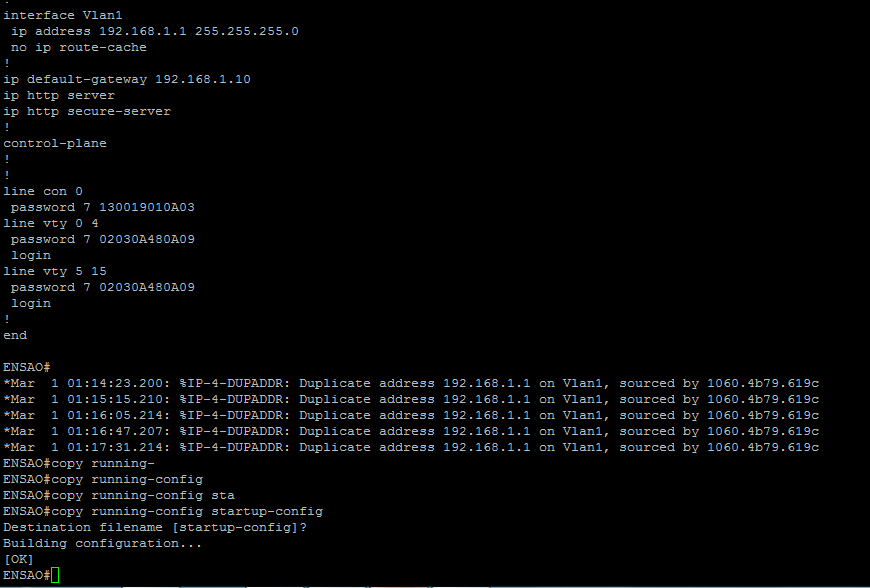 !
interface Vlan1
 ip address 192.168.1.1 255.255.255.0
 no ip route-cache
!
ip default-gateway 192.168.1.10
ip http server
ip http secure-server
!
control-plane
!
!
line con 0
 password 7 130019010A03
line vty 0 4
 password 7 02030A480A09
 login
line vty 5 15
 password 7 02030A480A09
 login
!
end

ENSAO#
*Mar  1 01:14:23.200: %IP-4-DUPADDR: Duplicate address 192.168.1.1 on Vlan1, sourced by 1060.4b79.619c
*Mar  1 01:15:15.210: %IP-4-DUPADDR: Duplicate address 192.168.1.1 on Vlan1, sourced by 1060.4b79.619c
*Mar  1 01:16:05.214: %IP-4-DUPADDR: Duplicate address 192.168.1.1 on Vlan1, sourced by 1060.4b79.619c
*Mar  1 01:16:47.207: %IP-4-DUPADDR: Duplicate address 192.168.1.1 on Vlan1, sourced by 1060.4b79.619c
*Mar  1 01:17:31.214: %IP-4-DUPADDR: Duplicate address 192.168.1.1 on Vlan1, sourced by 1060.4b79.619c
ENSAO#copy running-
ENSAO#copy running-config
ENSAO#copy running-config sta
ENSAO#copy running-config startup-config
Destination filename [startup-config]?
Building configuration...
[OK]
ENSAO#